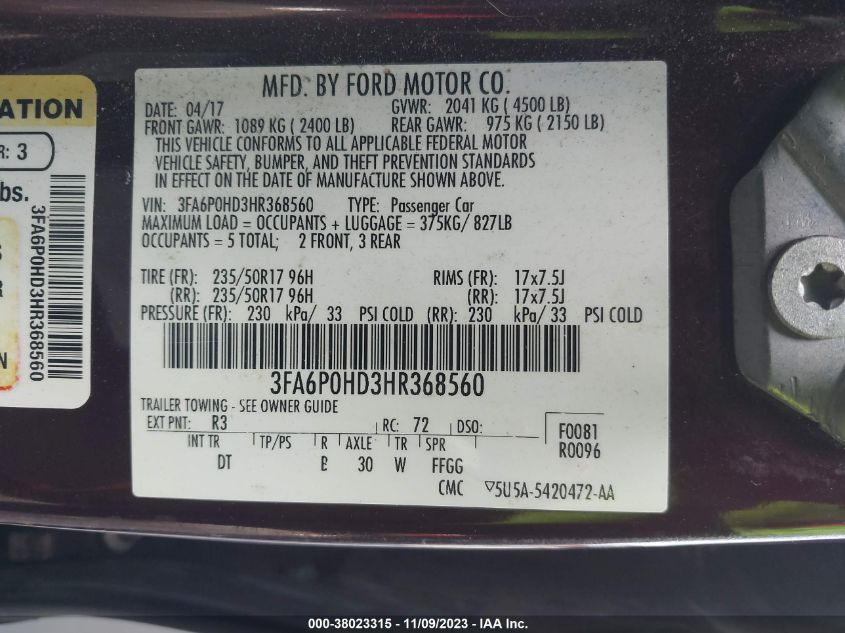 MFD. BY FORD MOTOR CO.
DATE: 04/17 GVWR: 2041 KG ( 4500 LB)
FRONT GAWR: 1089 KG ( 2400 LB) REAR GAWR: 975 KG ( 2150 LB)
THIS VEHICLE CONFORMS TO ALL APPLICABLE FEDERAL MOTOR
VEHICLE SAFETY, BUMPER, AND THEFT PREVENTION STANDARDS
IN EFFECT ON THE DATE OF MANUFACTURE SHOWN ABOVE.
VIN: 3FA6P0HD3HR368560 TYPE: Passenger Car
MAXIMUM LOAD = OCCUPANTS + LUGGAGE = 375KG/ 827LB
OCCUPANTS = 5 TOTAL; 2 FRONT, 3 REAR
TIRE (FR): 235/50R17 96H RIMS (FR): 17x7.5J
(RR): 235/50R17 96H (RR): 17x7.5J
PRESSURE (FR): 230 kPa/ 33 PSI COLD (RR): 230 kPa/ 33 PSI COLD
3FA6P0HD3HR368560
TRAILER TOWING - SEE OWNER GUIDE
EXT PNT: R3 RC: 72 DSO:
F0081
R0096
INT TR TP/PS R AXLE TR SPR
DT 30 W FFGG
CMC 5U5A-5420472-AA
R: 3
bs.
3FA6P0HD3HR368560
000-38023315 - 11/09/2023 - IAA Inc.